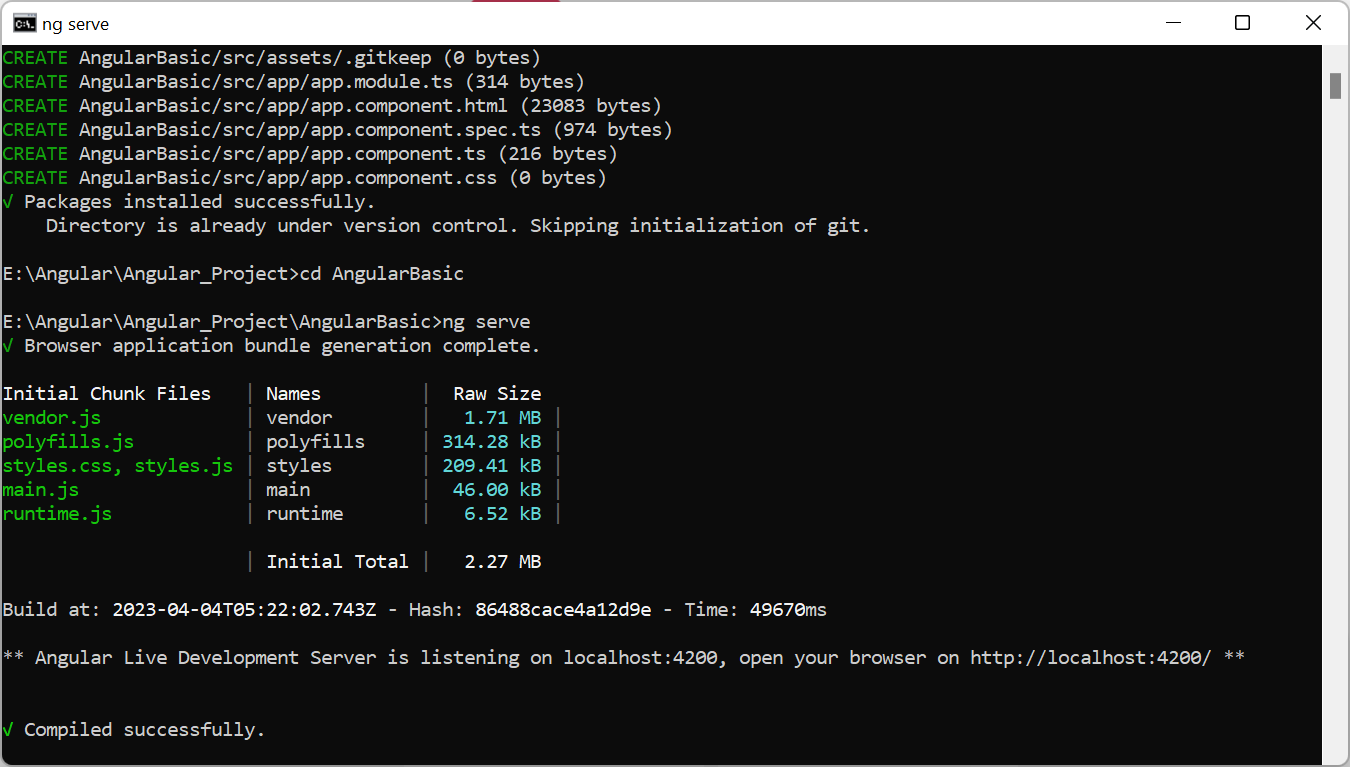 ng serve
CREATE AngularBasic/src/assets/.gitkeep (0 bytes)
CREATE AngularBasic/src/app/app.module.ts (314 bytes)
CREATE AngularBasic/src/app/app.component.html (23083 bytes)
CREATE AngularBasic/src/app/app.component.spec.ts (974 bytes)
CREATE AngularBasic/src/app/app.component.ts (216 bytes)
CREATE AngularBasic/src/app/app.component.css (0 bytes)
√ Packages installed successfully.
    Directory is already under version control. Skipping initialization of git.
E:\Angular\Angular_Project>cd AngularBasic
E:\Angular\Angular_Project\AngularBasic>ng serve
√ Browser application bundle generation complete.
Initial Chunk Files   | Names         |  Raw Size
vendor.js             | vendor        |   1.71 MB |
polyfills.js          | polyfills     | 314.28 kB |
styles.css, styles.js | styles        | 209.41 kB |
main.js               | main          |  46.00 kB |
runtime.js            | runtime       |   6.52 kB |
                      | Initial Total |   2.27 MB
Build at: 2023-04-04T05:22:02.743Z - Hash: 86488cace4a12d9e - Time: 49670ms
** Angular Live Development Server is listening on localhost:4200, open your browser on http://localhost:4200/ **
√ Compiled successfully.